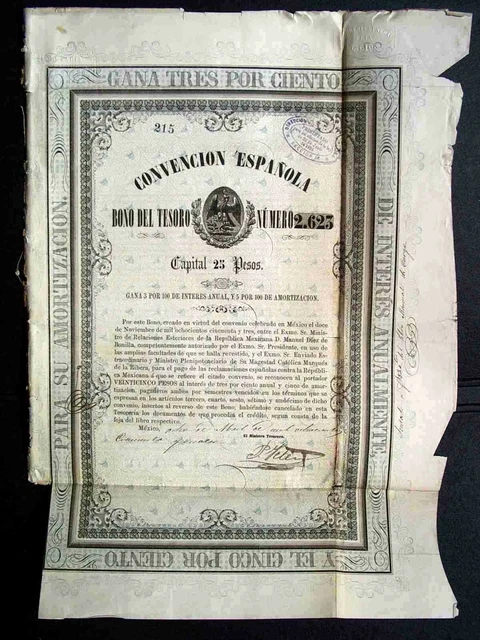 GANA TRES POR CIENTO
DE INTERÉS ANUALMENTE,
Y EL CINCO POR CIENTO
PARA SU AMORTIZACION.
215
CONVENCION ESPAÑOLA
BONO DEL TESORO NÚMERO 2.623
Capital 25 Pesos.
GANA 3 POR 100 DE INTERES ANUAL, Y 5 POR 100 DE AMORTIZACION.
Por este Bono, creado en virtud del convenio celebrado en México el doce
de Noviembre de mil ochocientos cincuenta y tres, entre el Exmo. Sr. Minis-
tro de Relaciones Esteriores de la República Mexicana D. Manuel Díez de
Bonilla, competentemente autorizado por el Exmo. Sr. Presidente, en uso de
las amplias facultades de que se halla revestido, y el Exmo. Sr. Enviado Es-
traordinario y Ministro Plenipotenciario de Su Magestad Católica Marqués
de la Ribera, para el pago de las reclamaciones españolas contra la Repúbli-
ca Mexicana á que se refiere el citado convenio, se reconocen al portador
VEINTICINCO PESOS al interés de tres por ciento anual y cinco de amor-
tizacion, pagaderos ambos por semestres vencidos en los términos que se
espresan en los artículos tercero, cuarto, sesto, sétimo y undécimo de dicho
convenio, insertos al reverso de este Bono; habiéndose cancelado en esta
Tesorería los documentos de que procedia el crédito, segun consta de la
foja del libro respectivo.
México, ocho de Abril de mil ochocientos
Cincuenta y
El Ministro Tesorero.